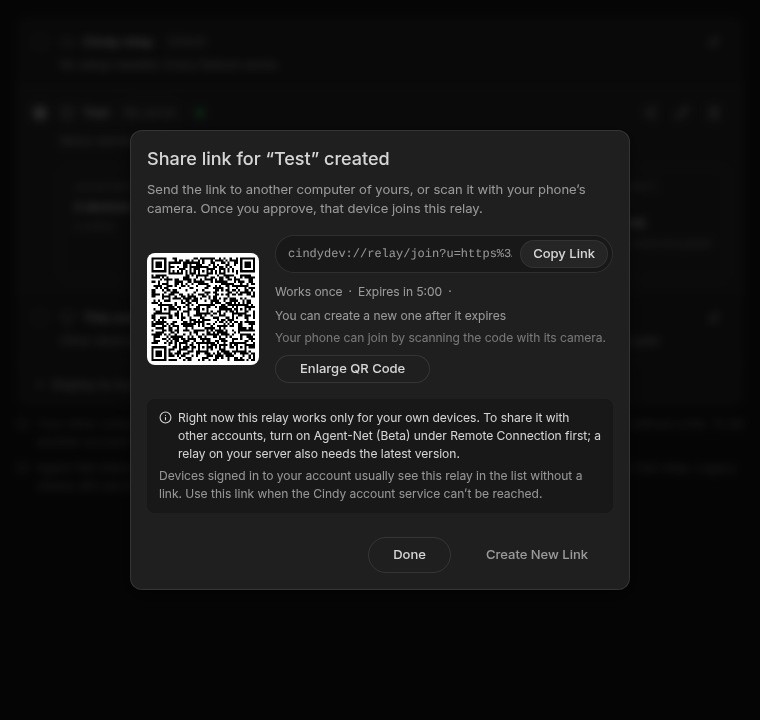 Share link for “Test” created
Send the link to another computer of yours, or scan it with your phone’s
camera. Once you approve, that device joins this relay.
cindydev://relay/join?u=https%3
Copy Link
Works once · Expires in 5:00 ·
You can create a new one after it expires
Your phone can join by scanning the code with its camera.
Enlarge QR Code
Right now this relay works only for your own devices. To share it with
other accounts, turn on Agent-Net (Beta) under Remote Connection first; a
relay on your server also needs the latest version.
Devices signed in to your account usually see this relay in the list without a
link. Use this link when the Cindy account service can’t be reached.
Done
Create New Link